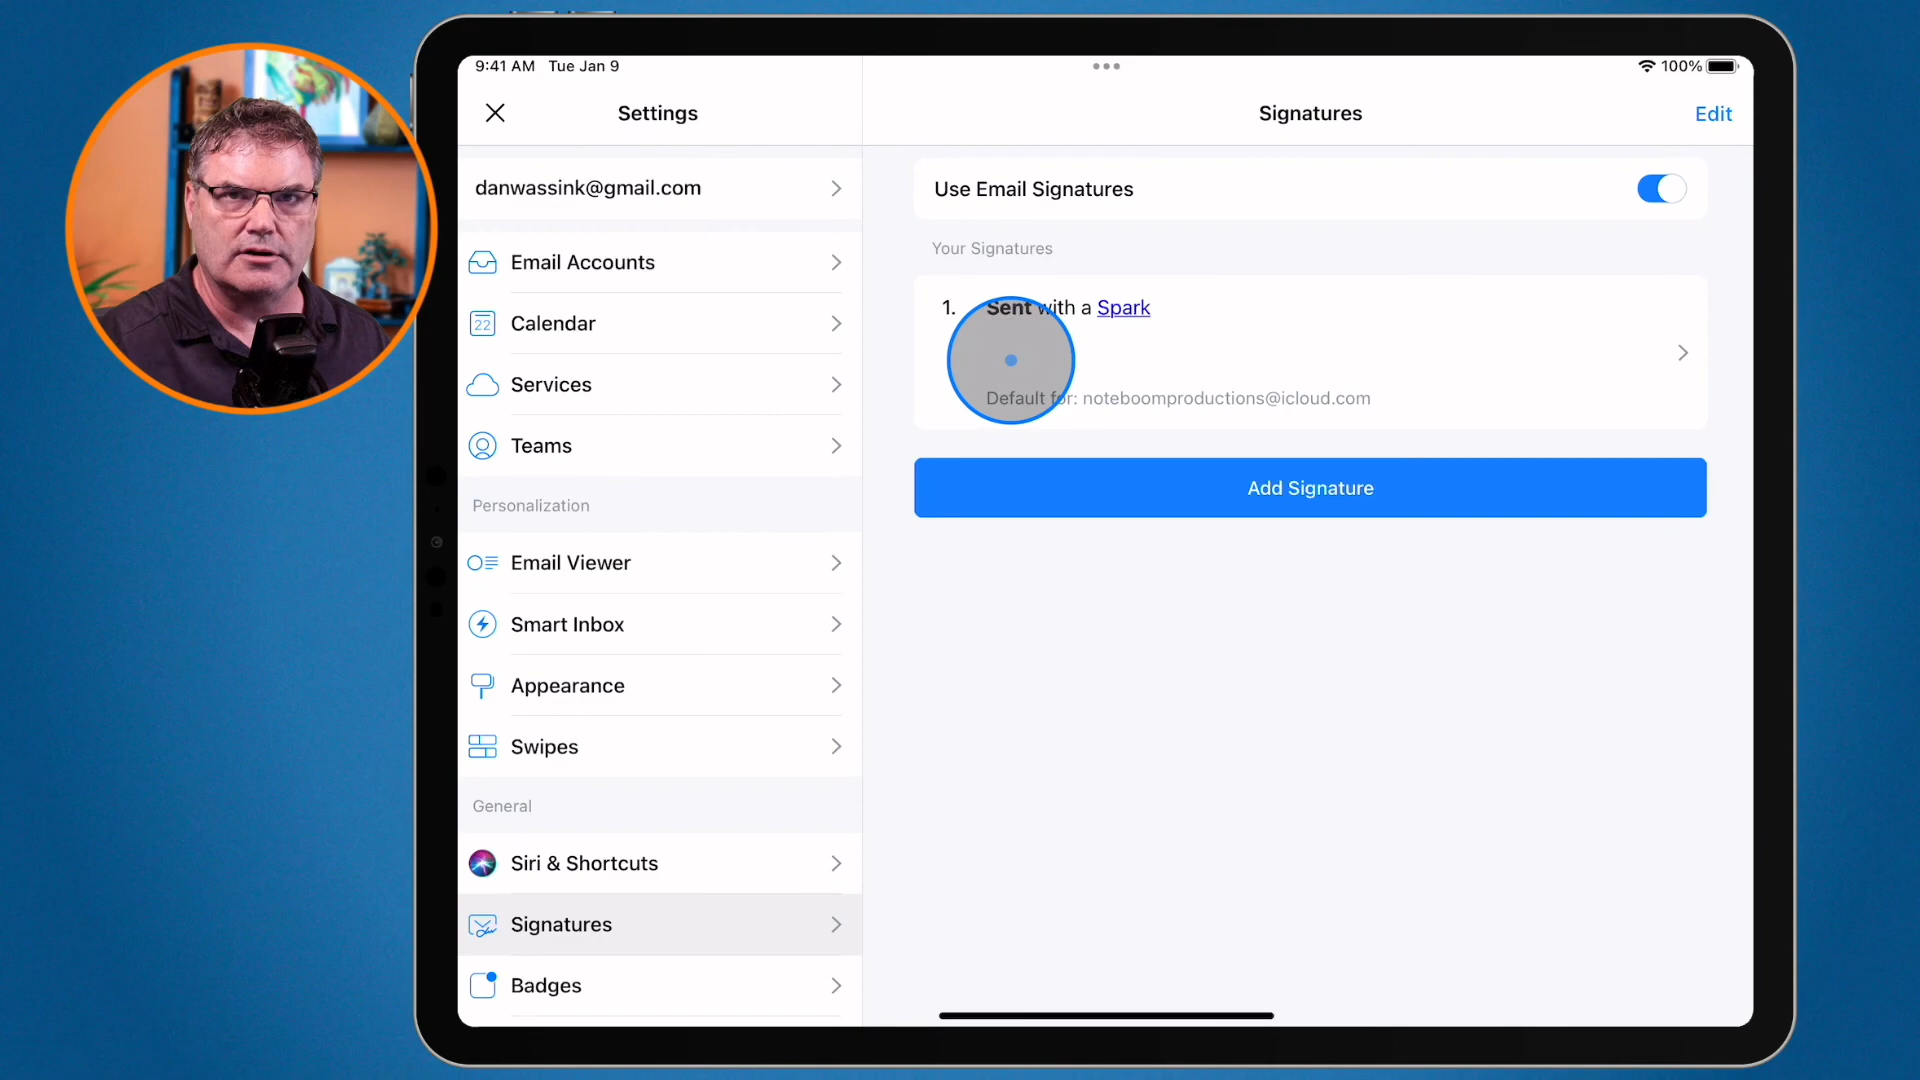 9:41 AM Tue Jan 9
100%
Settings
danwassink@gmail.com
Email Accounts
22
Calendar
Services
Teams
Personalization
Email Viewer
Smart Inbox
Appearance
Swipes
General
Siri & Shortcuts
Signatures
Badges
Signatures
Edit
Use Email Signatures
Your Signatures
1. Sent with a Spark
Default for: noteboomproductions@icloud.com
Add Signature